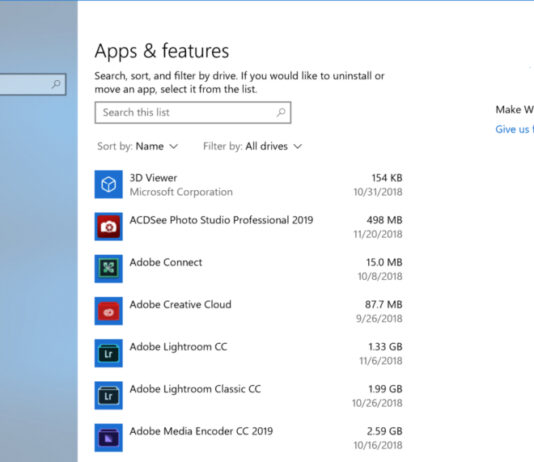 Apps & features
Search, sort, and filter by drive. If you would like to uninstall or
move an app, select it from the list.
Search this list
Sort by: Name
Filter by: All drives
3D Viewer
154 KB
Microsoft Corporation
10/31/2018
ACDSee Photo Studio Professional 2019
498 MB
11/20/2018
Adobe Connect
15.0 MB
10/8/2018
Adobe Creative Cloud
87.7 MB
9/26/2018
Lr
Adobe Lightroom CC
1.33 GB
11/6/2018
Lr
Adobe Lightroom Classic CC
1.99 GB
10/26/2018
Adobe Media Encoder CC 2019
2.59 GB
10/16/2018
Make W
Give us f